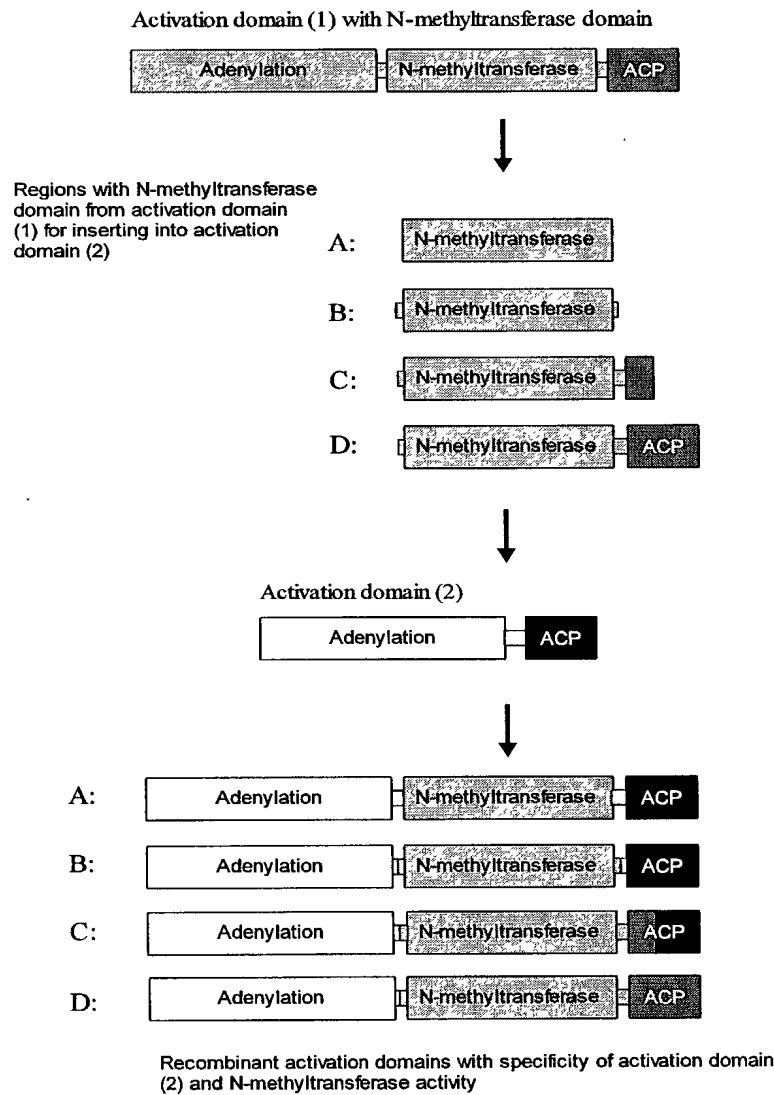 Activation domain (1) with N-methyltransferase domain
Adenylation N-methyltransferase ACP
Regions with N-methyltransferase
domain from activation domain
(1) for inserting into activation
domain (2)
A: N-methyltransferase
B: N-methyltransferase
C: N-methyltransferase
D: N-methyltransferase ACP
Activation domain (2)
Adenylation ACP
A: Adenylation N-methyltransferase ACP
B: Adenylation N-methyltransferase ACP
C: Adenylation N-methyltransferase ACP
D: Adenylation N-methyltransferase ACP
Recombinant activation domains with specificity of activation domain
(2) and N-methyltransferase activity